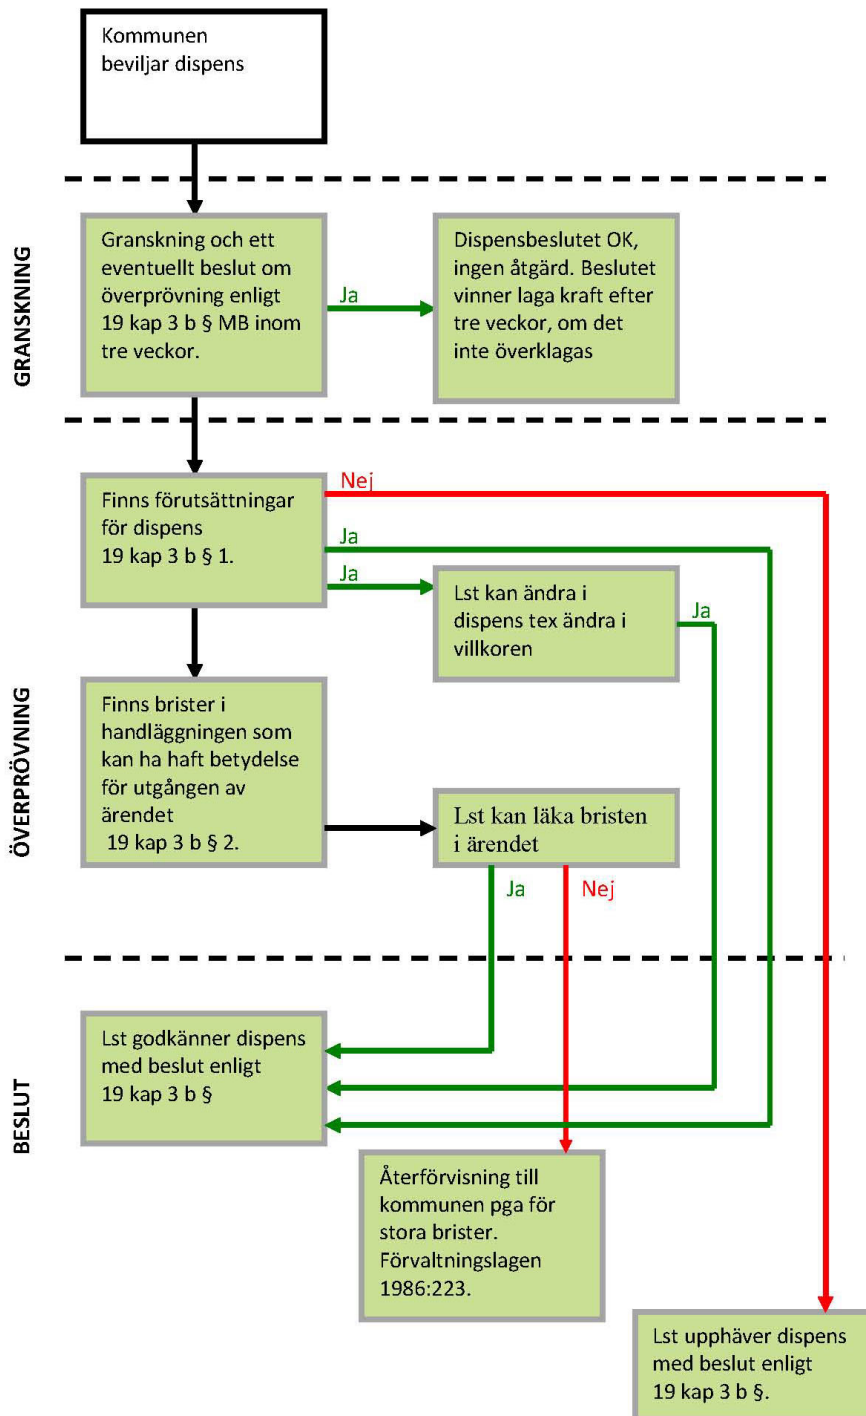 Kommunen
beviljar dispens
GRANSKNING
Granskning och ett
eventuellt beslut om
överprövning enligt
19 kap 3 b § MB inom
tre veckor.
Ja
Dispensbeslutet OK,
ingen åtgärd. Beslutet
vinner laga kraft efter
tre veckor, om det
inte överklagas
ÖVERPRÖVNING
Finns förutsättningar
för dispens
19 kap 3 b § 1.
Nej
Ja
Ja
Lst kan ändra i
dispens tex ändra i
villkoren
Ja
Finns brister i
handläggningen som
kan ha haft betydelse
för utgången av
ärendet
19 kap 3 b § 2.
Lst kan läka bristen
i ärendet
Ja
Nej
BESLUT
Lst godkänner dispens
med beslut enligt
19 kap 3 b §
Återförvisning till
kommunen pga för
stora brister.
Förvaltningslagen
1986:223.
Lst upphäver dispens
med beslut enligt
19 kap 3 b §.